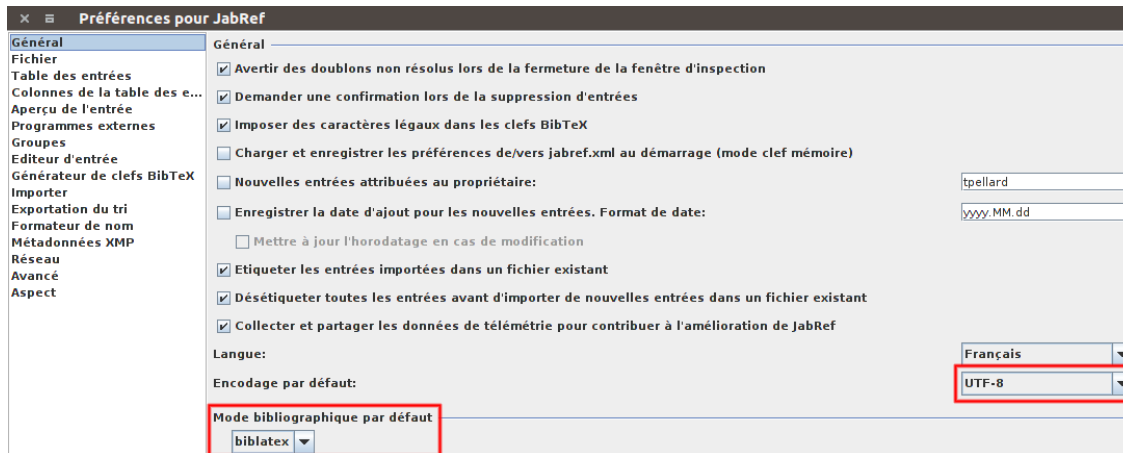 Préférences pour JabRef
Général
Fichier
Table des entrées
Colonnes de la table des e...
Aperçu de l'entrée
Programmes externes
Groupes
Editeur d'entrée
Générateur de clefs BibTeX
Importer
Exportation du tri
Formateur de nom
Métadonnées XMP
Réseau
Avancé
Aspect
Général
Avertir des doublons non résolus lors de la fermeture de la fenêtre d'inspection
Demander une confirmation lors de la suppression d'entrées
Imposer des caractères légaux dans les clefs BibTeX
Charger et enregistrer les préférences de/vers jabref.xml au démarrage (mode clef mémoire)
Nouvelles entrées attribuées au propriétaire: tpellard
Enregistrer la date d'ajout pour les nouvelles entrées. Format de date: yyyy.MM.dd
Mettre à jour l'horodatage en cas de modification
Etiqueter les entrées importées dans un fichier existant
Désétiqueter toutes les entrées avant d'importer de nouvelles entrées dans un fichier existant
Collecter et partager les données de télémétrie pour contribuer à l'amélioration de JabRef
Langue: Français
Encodage par défaut: UTF-8
Mode bibliographique par défaut
biblatex